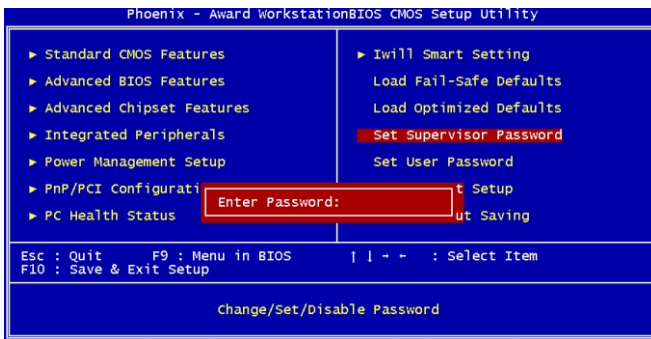 Phoenix - Award WorkstationBIOS CMOS Setup Utility
► Standard CMOS Features
► Advanced BIOS Features
► Advanced Chipset Features
► Integrated Peripherals
► Power Management Setup
► PnP/PCI Configurati
► PC Health Status
► Iwill Smart Setting
Load Fail-Safe Defaults
Load Optimized Defaults
Set Supervisor Password
Set User Password
t Setup
ut Saving
Enter Password:
Esc : Quit F9 : Menu in BIOS ↑ ↓ → ← : Select Item
F10 : Save & Exit Setup
Change/Set/Disable Password